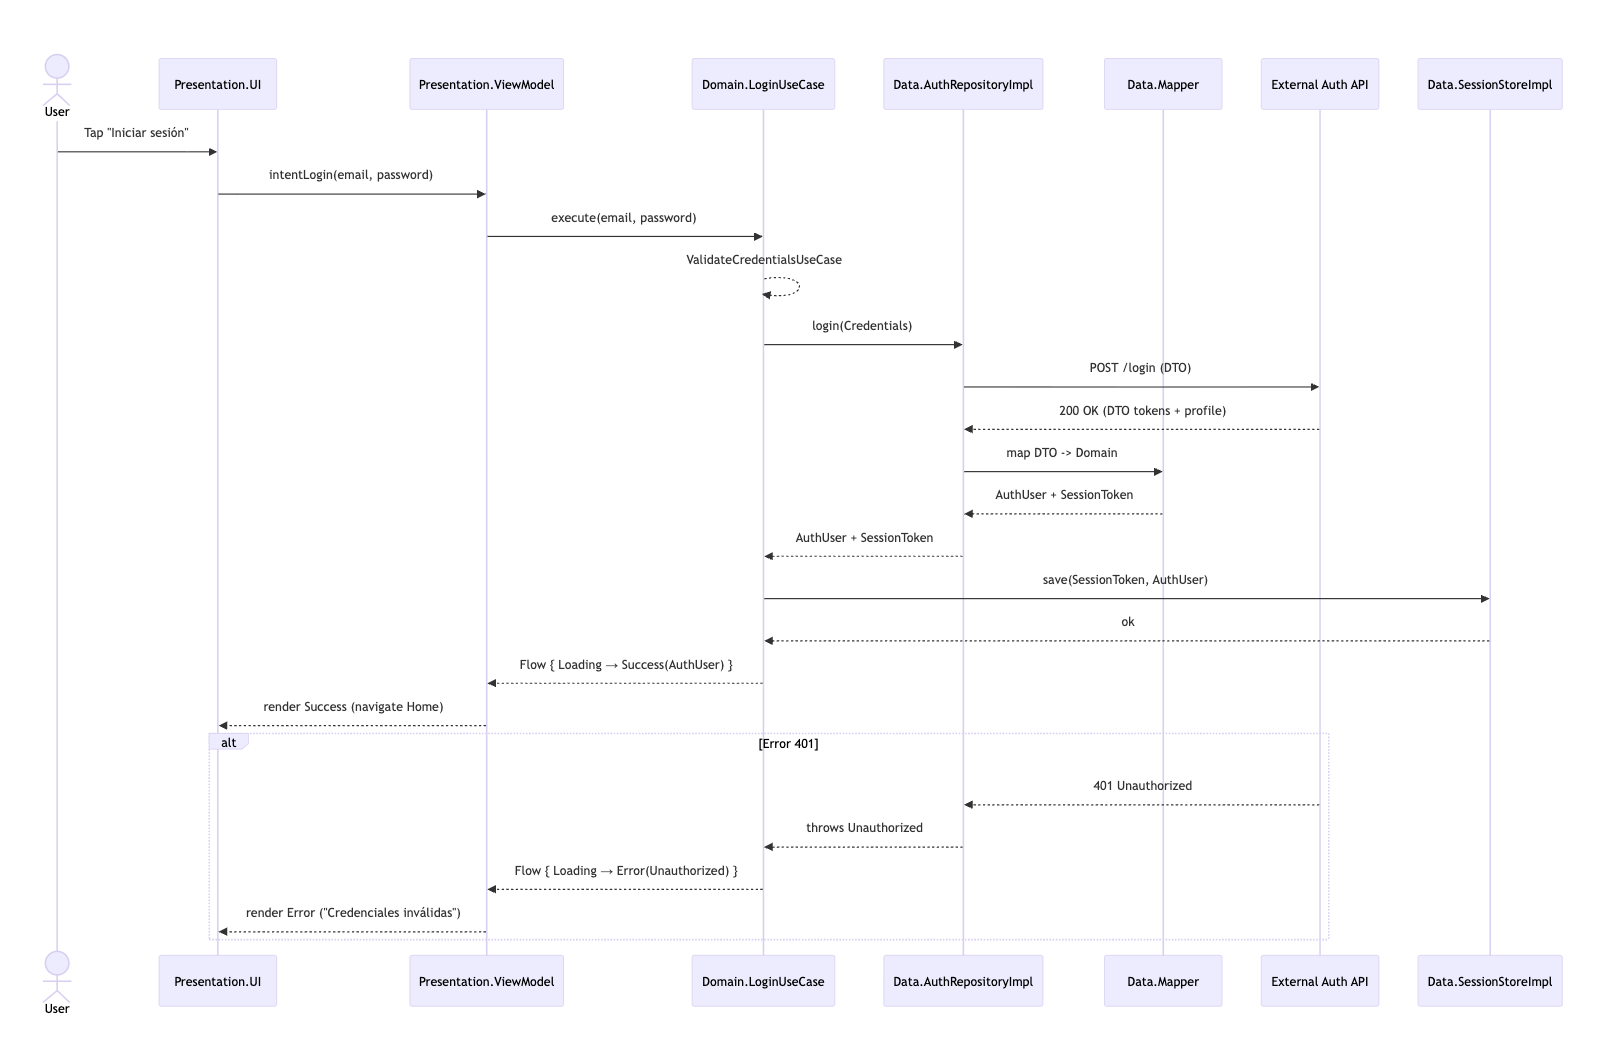 User
Presentation.UI
Presentation.ViewModel
Domain.LoginUseCase
Data.AuthRepositoryImpl
Data.Mapper
External Auth API
Data.SessionStoreImpl
Tap "Iniciar sesión"
intentLogin(email, password)
execute(email, password)
ValidateCredentialsUseCase
login(Credentials)
POST /login (DTO)
200 OK (DTO tokens + profile)
map DTO -> Domain
AuthUser + SessionToken
AuthUser + SessionToken
save(SessionToken, AuthUser)
ok
Flow { Loading → Success(AuthUser) }
render Success (navigate Home)
alt
[Error 401]
401 Unauthorized
throws Unauthorized
Flow { Loading → Error(Unauthorized) }
render Error ("Credenciales inválidas")
User
Presentation.UI
Presentation.ViewModel
Domain.LoginUseCase
Data.AuthRepositoryImpl
Data.Mapper
External Auth API
Data.SessionStoreImpl